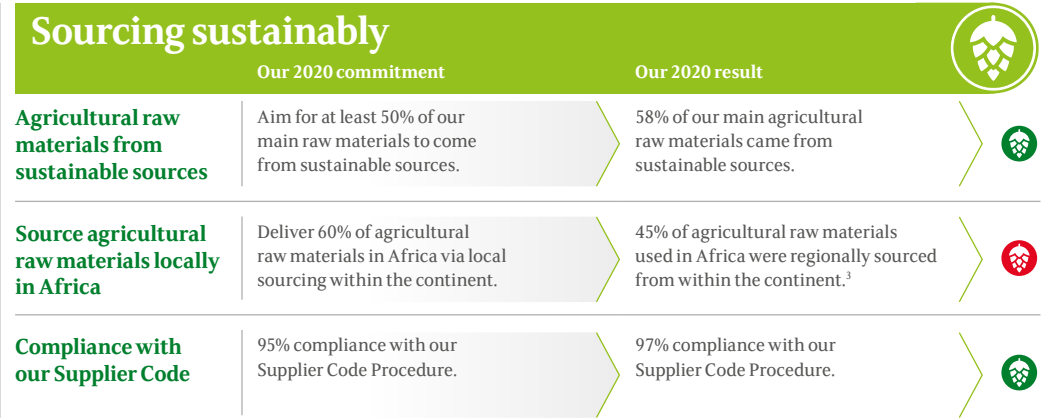 Sourcing sustainably
Our 2020 commitment
Our 2020 result
Agricultural raw
materials from
sustainable sources
Aim for at least 50% of our
main raw materials to come
from sustainable sources.
58% of our main agricultural
raw materials came from
sustainable sources.
Source agricultural
raw materials locally
in Africa
Deliver 60% of agricultural
raw materials in Africa via local
sourcing within the continent.
45% of agricultural raw materials
used in Africa were regionally sourced
from within the continent.³
Compliance with
our Supplier Code
95% compliance with our
Supplier Code Procedure.
97% compliance with our
Supplier Code Procedure.